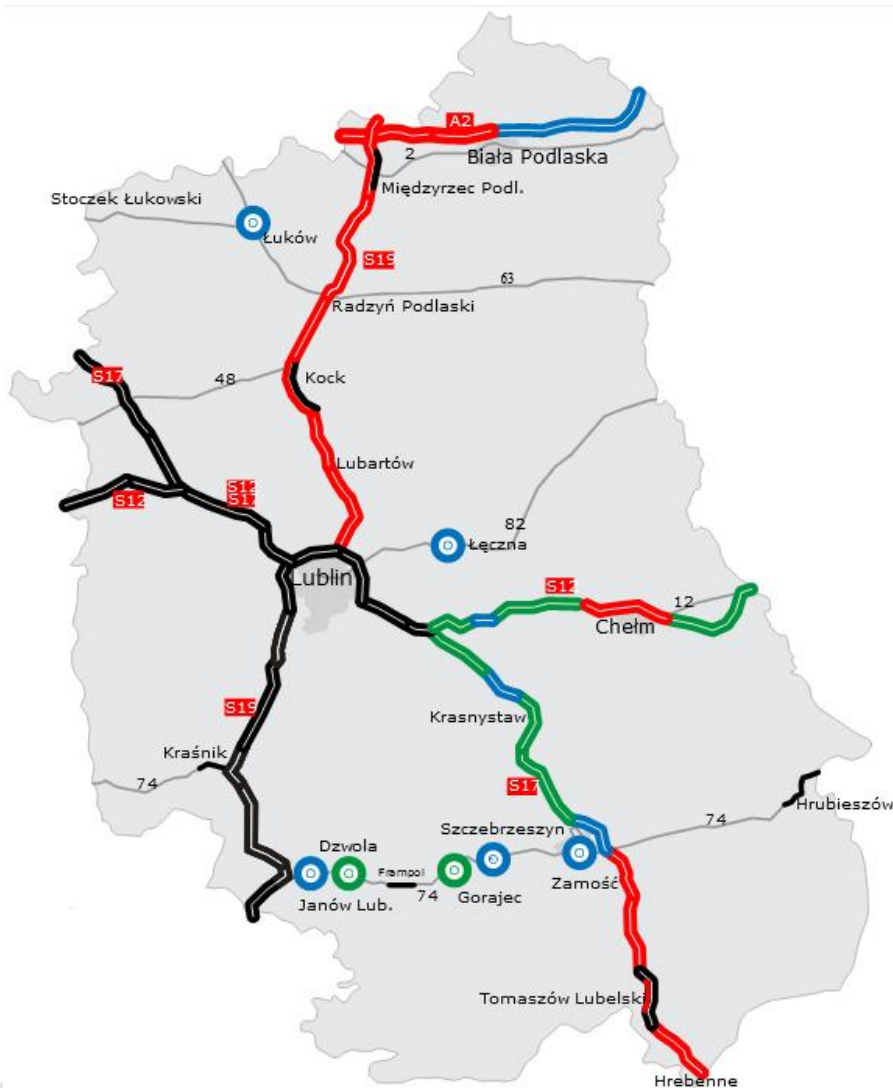 A2
2
Biała Podlaska
Międzyrzec Podl.
Stoczek Łukowski
Łuków
S19
63
Radzyń Podlaski
S17
48
Kock
Lubartów
S12
S12
S17
82
Łęczna
Lublin
S12
12
Chełm
S19
Krasnystaw
Kraśnik
74
S17
Hrubieszów
74
Szczebrzeszyn
Dzwola
Frampol
74
Zamość
Janów Lub.
Gorajec
Tomaszów Lubelski
Hrebenne